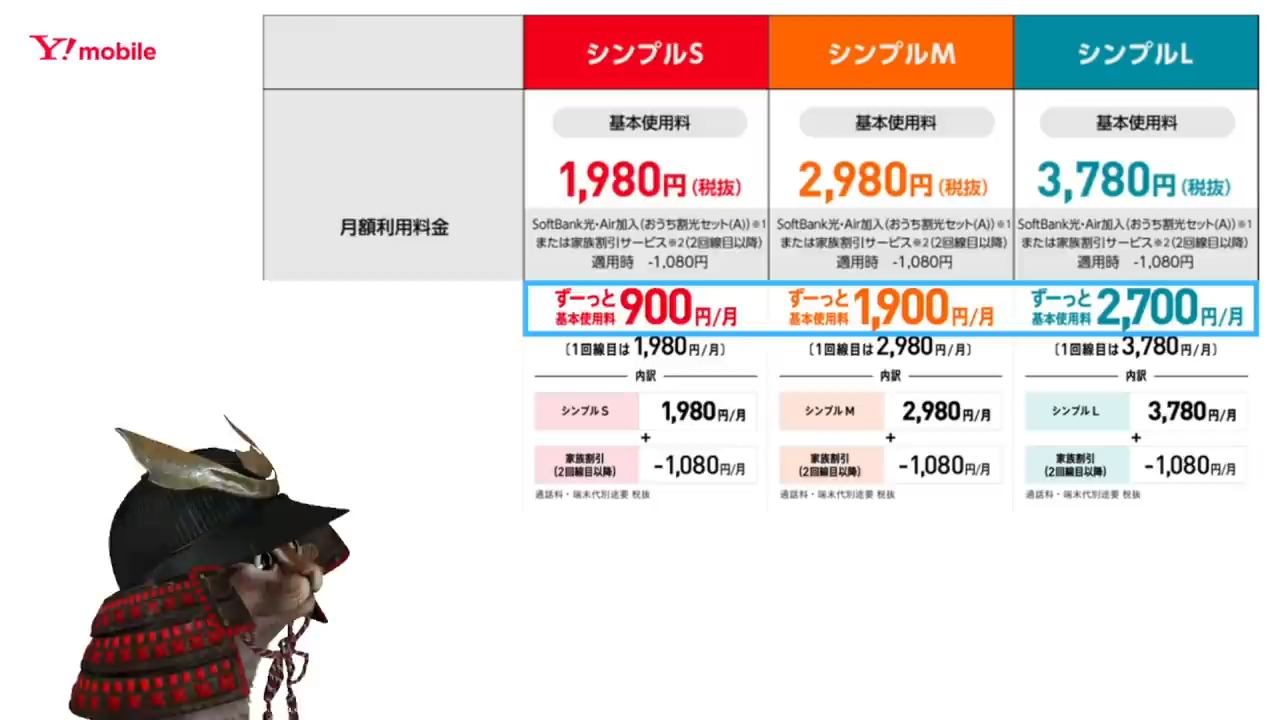 Y!mobile
シンプルS
シンプルM
シンプルL
月額利用料金
基本使用料
1,980円(税抜)
SoftBank光・Air加入(おうち割光セット(A))※1
または家族割引サービス※2(2回線目以降)
適用時 -1,080円
基本使用料
2,980円(税抜)
SoftBank光・Air加入(おうち割光セット(A))※1
または家族割引サービス※2(2回線目以降)
適用時 -1,080円
基本使用料
3,780円(税抜)
SoftBank光・Air加入(おうち割光セット(A))※1
または家族割引サービス※2(2回線目以降)
適用時 -1,080円
ずーっと
基本使用料 900円/月
(1回線目は1,980円/月)
内訳
シンプルS 1,980円/月
+
家族割引
(2回線目以降) -1,080円/月
通話料・端末代別途要 税抜
ずーっと
基本使用料 1,900円/月
(1回線目は2,980円/月)
内訳
シンプルM 2,980円/月
+
家族割引
(2回線目以降) -1,080円/月
通話料・端末代別途要 税抜
ずーっと
基本使用料 2,700円/月
(1回線目は3,780円/月)
内訳
シンプルL 3,780円/月
+
家族割引
(2回線目以降) -1,080円/月
通話料・端末代別途要 税抜